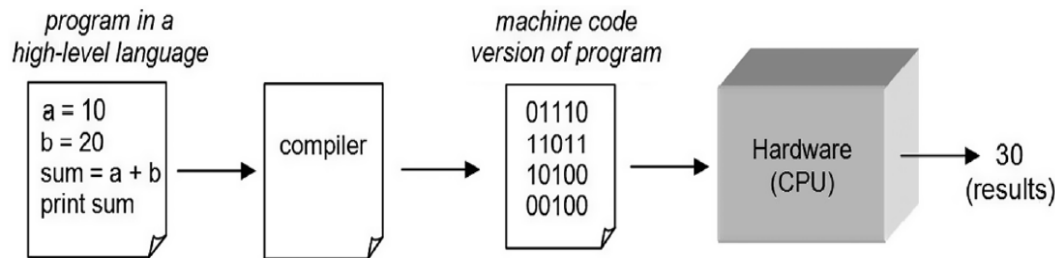 program in a
high-level language
a = 10
b = 20
sum = a + b
print sum
compiler
machine code
version of program
01110
11011
10100
00100
Hardware
(CPU)
30
(results)